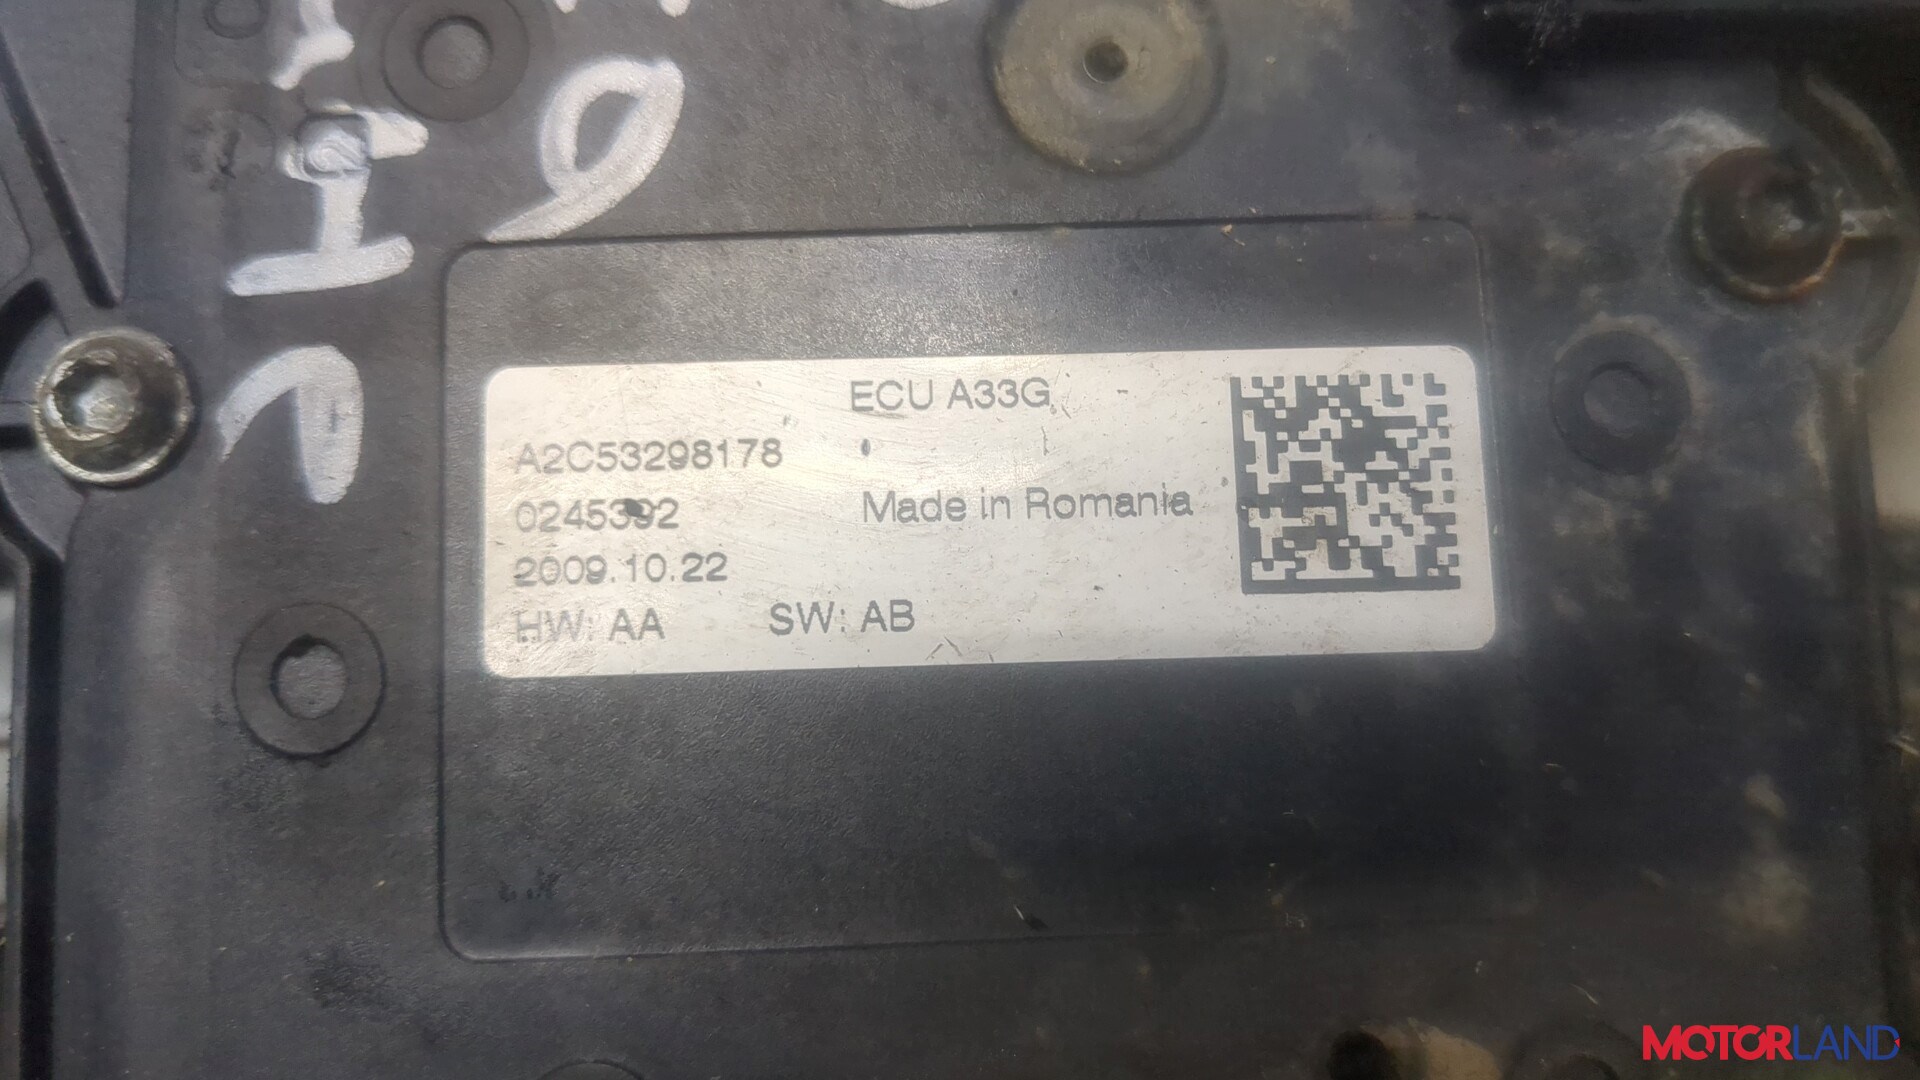 ECU A33G
A2C53298178
0245392
Made in Romania
2009.10.22
HW: AA SW: AB
MOTORLAND